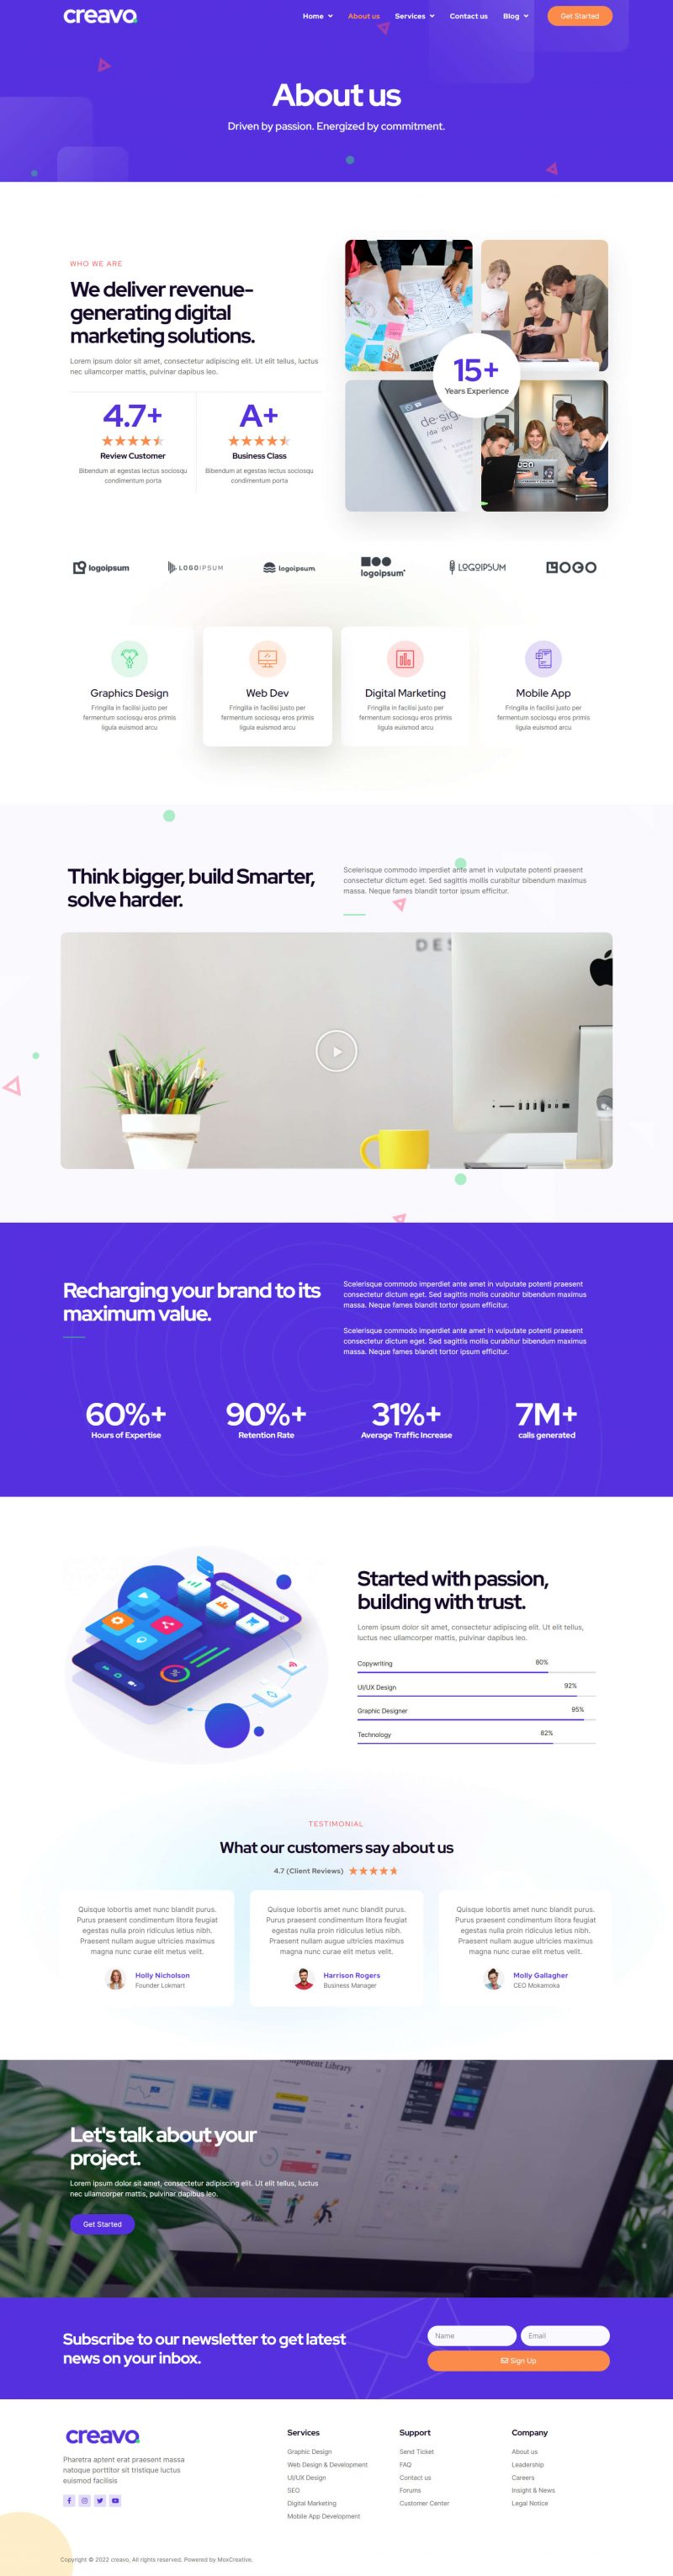 creavo
Home
About us
Services
Contact us
Blog
Get Started
About us
Driven by passion. Energized by commitment.
WHO WE ARE
We deliver revenue-
generating digital
marketing solutions.
Lorem ipsum dolor sit amet, consectetur adipiscing elit. Ut elit tellus, luctus
nec ullamcorper mattis, pulvinar dapibus leo.
4.7+
Review Customer
Bibendum at egestas lectus sociosqu
condimentum porta
A+
Business Class
Bibendum at egestas lectus sociosqu
condimentum porta
15+
Years Experience
de·sig
logoipsum
LOGOIPSUM
logoipsum
logoipsum
LOGOIPSUM
LOGO
Graphics Design
Fringilla in facilisi justo per
fermentum sociosqu eros primis
ligula euismod arcu
Web Dev
Fringilla in facilisi justo per
fermentum sociosqu eros primis
ligula euismod arcu
Digital Marketing
Fringilla in facilisi justo per
fermentum sociosqu eros primis
ligula euismod arcu
Mobile App
Fringilla in facilisi justo per
fermentum sociosqu eros primis
ligula euismod arcu
Think bigger, build Smarter,
solve harder.
Scelerisque commodo imperdiet ante amet in vulputate potenti praesent
consectetur dictum eget. Sed sagittis mollis curabitur bibendum maximus
massa. Neque fames blandit tortor ipsum efficitur.
DES
Recharging your brand to its
maximum value.
Scelerisque commodo imperdiet ante amet in vulputate potenti praesent
consectetur dictum eget. Sed sagittis mollis curabitur bibendum maximus
massa. Neque fames blandit tortor ipsum efficitur.
Scelerisque commodo imperdiet ante amet in vulputate potenti praesent
consectetur dictum eget. Sed sagittis mollis curabitur bibendum maximus
massa. Neque fames blandit tortor ipsum efficitur.
60%+
Hours of Expertise
90%+
Retention Rate
31%+
Average Traffic Increase
7M+
calls generated
Started with passion,
building with trust.
Lorem ipsum dolor sit amet, consectetur adipiscing elit. Ut elit tellus,
luctus nec ullamcorper mattis, pulvinar dapibus leo.
Copywriting 80%
UI/UX Design 92%
Graphic Designer 95%
Technology 82%
TESTIMONIAL
What our customers say about us
4.7 (Client Reviews)
Quisque lobortis amet nunc blandit purus.
Purus praesent condimentum litora feugiat
egestas nulla proin ridiculus letius nibh.
Praesent nullam augue ultricies maximus
magna nunc curae elit metus velit.
Holly Nicholson
Founder Lokmart
Quisque lobortis amet nunc blandit purus.
Purus praesent condimentum litora feugiat
egestas nulla proin ridiculus letius nibh.
Praesent nullam augue ultricies maximus
magna nunc curae elit metus velit.
Harrison Rogers
Business Manager
Quisque lobortis amet nunc blandit purus.
Purus praesent condimentum litora feugiat
egestas nulla proin ridiculus letius nibh.
Praesent nullam augue ultricies maximus
magna nunc curae elit metus velit.
Molly Gallagher
CEO Mokamoka
Component Library
Let's talk about your
project.
Lorem ipsum dolor sit amet, consectetur adipiscing elit. Ut elit tellus, luctus
nec ullamcorper mattis, pulvinar dapibus leo.
Get Started
Subscribe to our newsletter to get latest
news on your inbox.
Name
Email
Sign Up
creavo
Pharetra aptent erat praesent massa
natoque porttitor sit tristique luctus
euismod facilisis
Services
Graphic Design
Web Design & Development
UI/UX Design
SEO
Digital Marketing
Mobile App Development
Support
Send Ticket
FAQ
Contact us
Forums
Customer Center
Company
About us
Leadership
Careers
Insight & News
Legal Notice
Copyright © 2022 creavo, All rights reserved. Powered by MoxCreative.